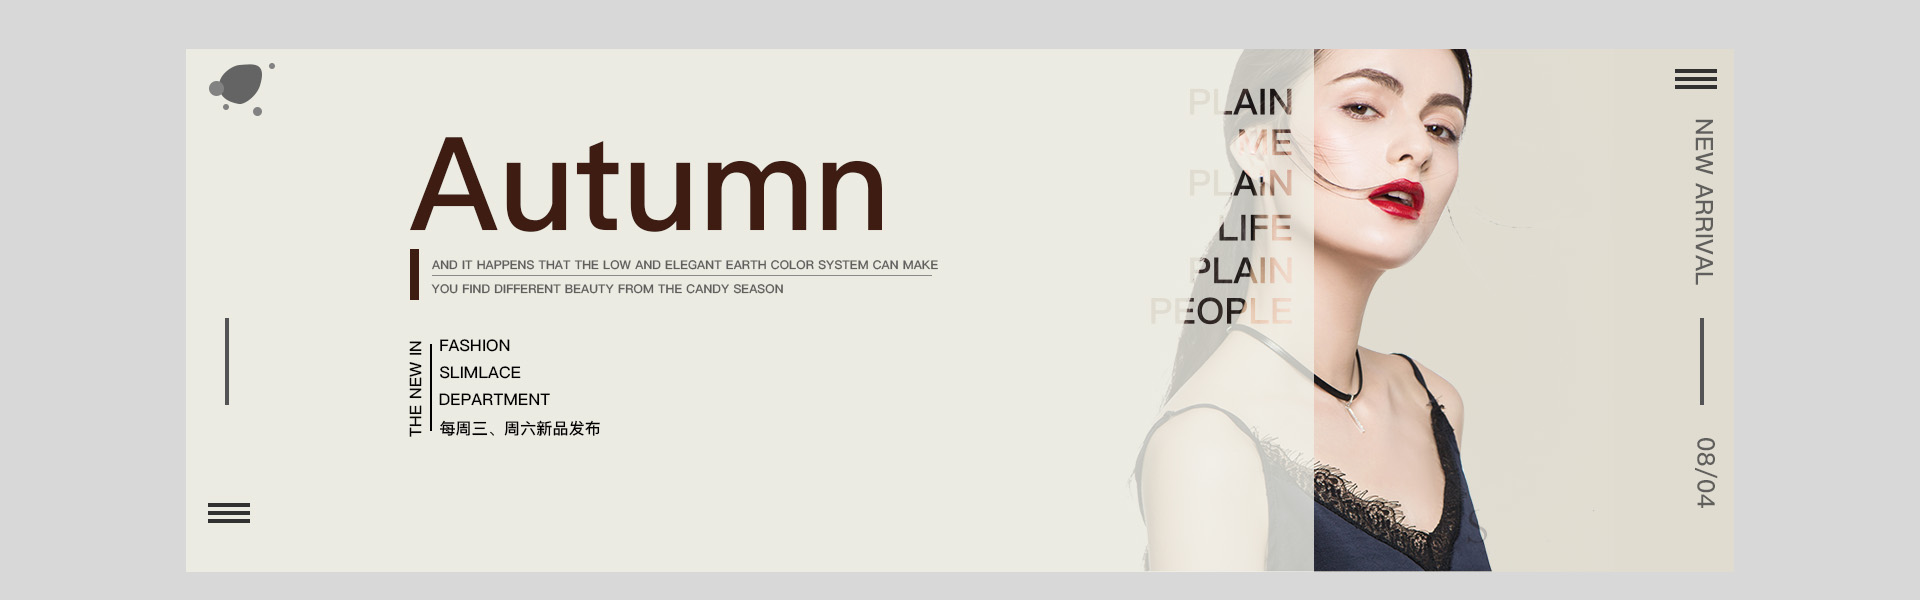 Autumn
AND IT HAPPENS THAT THE LOW AND ELEGANT EARTH COLOR SYSTEM CAN MAKE
YOU FIND DIFFERENT BEAUTY FROM THE CANDY SEASON
THE NEW IN
FASHION
SLIMLACE
DEPARTMENT
每周三、周六新品发布
PLAIN
ME
PLAIN
LIFE
PLAIN
PEOPLE
NEW ARRIVAL
08/04
S